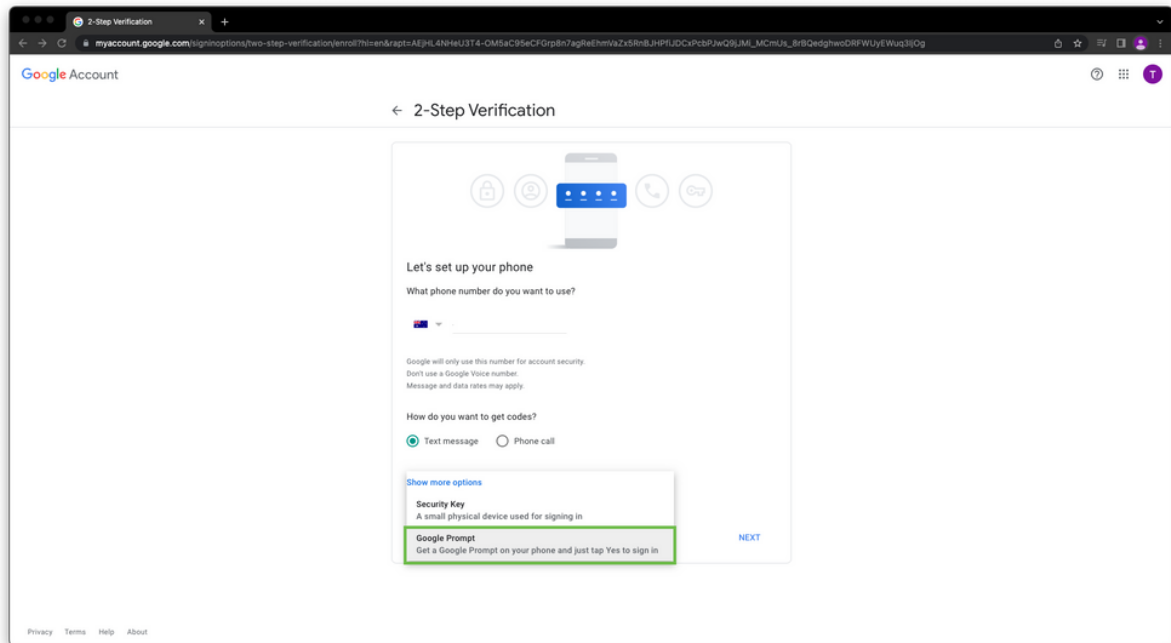 2-Step Verification
myaccount.google.com/signinoptions/two-step-verification/enroll?hl=en&rapt=AEjHL4NHeU3T4-OM5aC95eCFGrp8n7agReEhmVaZx5RnBJHPfIJDCxPcbPJwQ9jJMi_MCmUs_8rBQedghwoDRFWUyEWuq3ljOg
Google Account
T
2-Step Verification
Let's set up your phone
What phone number do you want to use?
Google will only use this number for account security.
Don't use a Google Voice number.
Message and data rates may apply.
How do you want to get codes?
Text message Phone call
Show more options
Security Key
A small physical device used for signing in
Google Prompt
Get a Google Prompt on your phone and just tap Yes to sign in
NEXT
Privacy Terms Help About